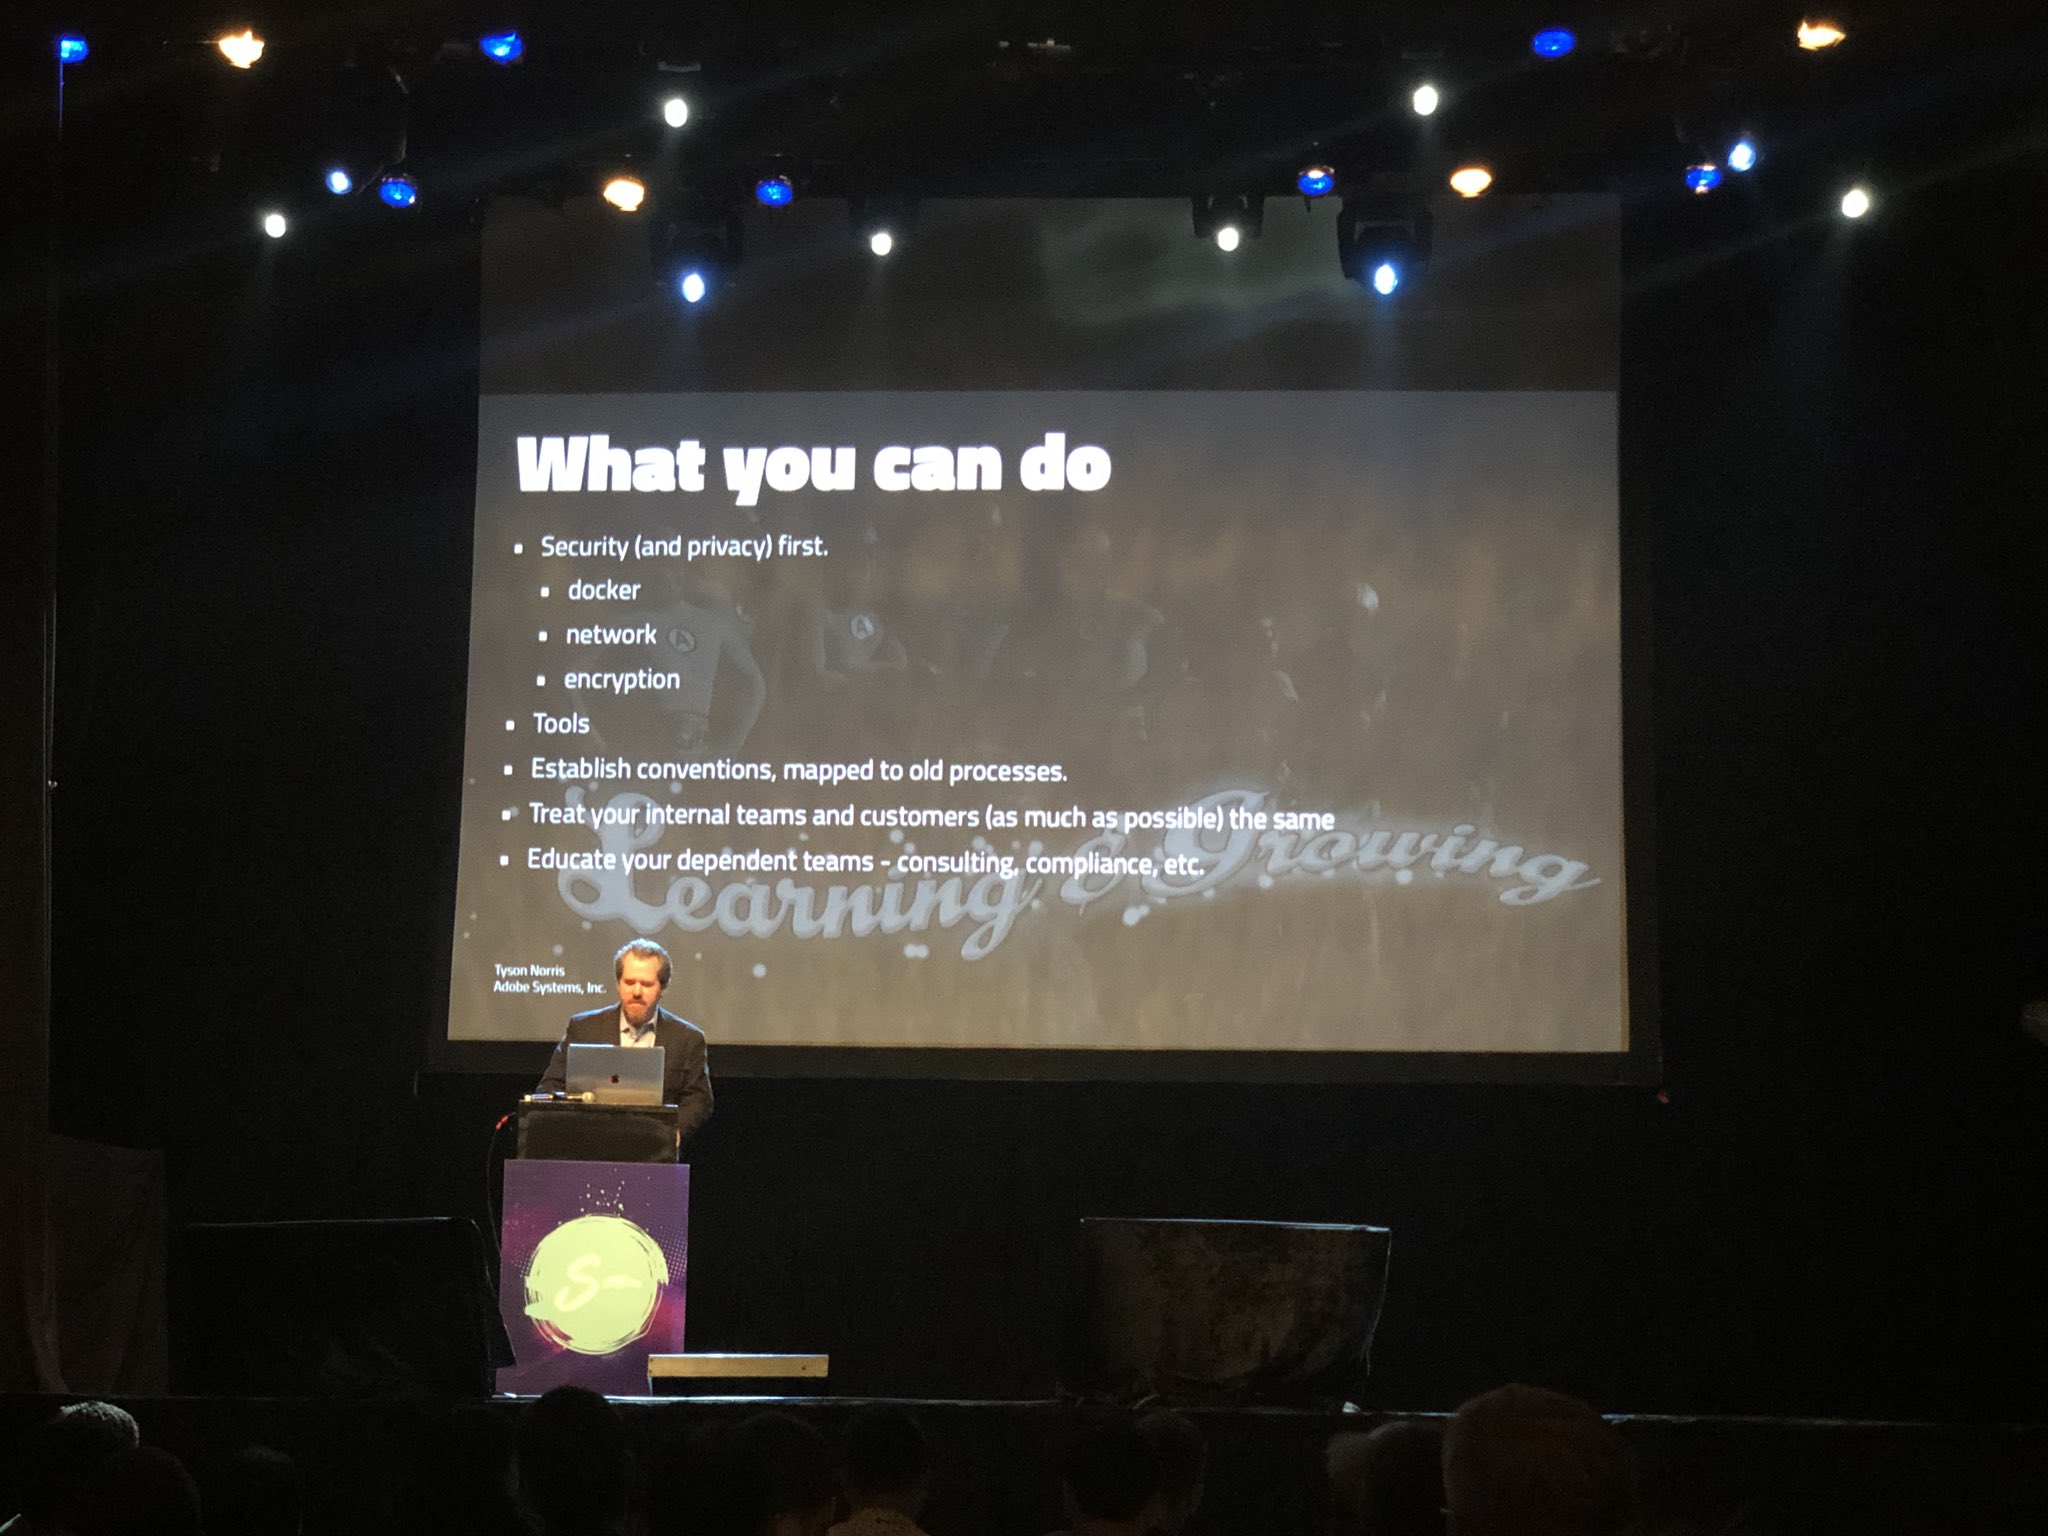 What you can do
Security (and privacy) first.
docker
network
encryption
Tools
Establish conventions, mapped to old processes.
Treat your internal teams and customers (as much as possible) the same
Educate your dependent teams - consulting, compliance, etc.
Learning & Growing
Tyson Norris
Adobe Systems, Inc.